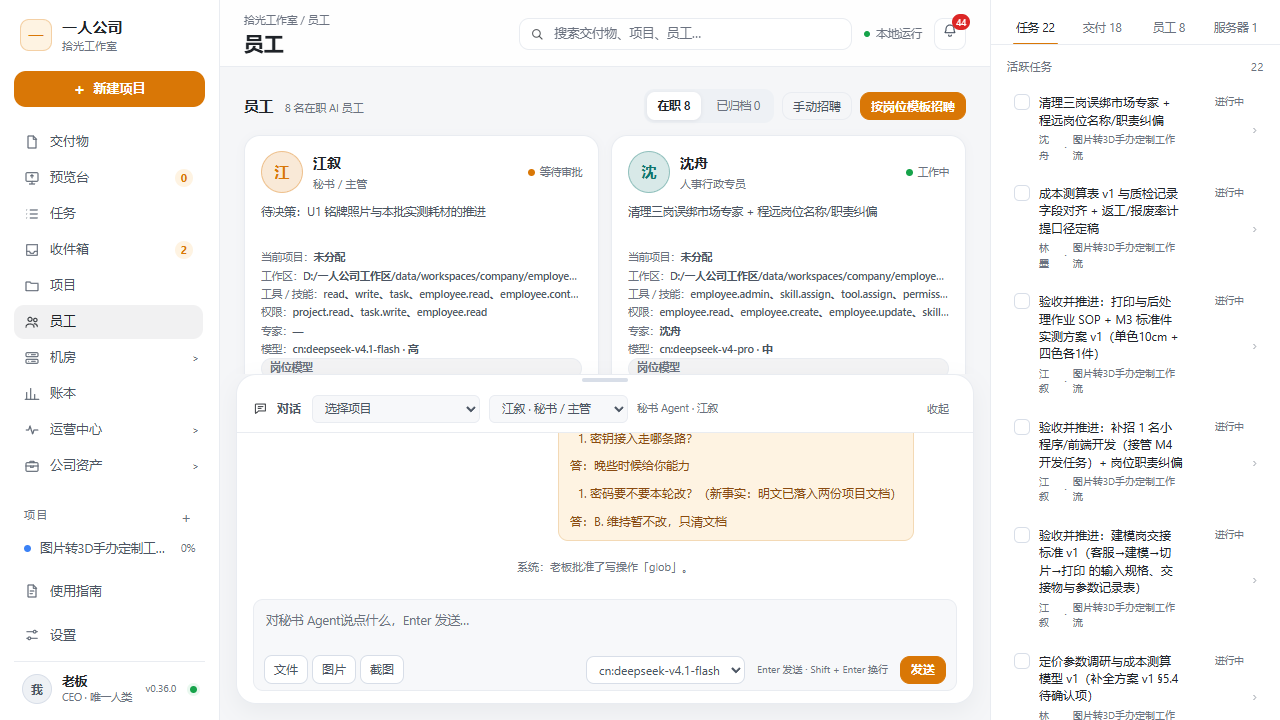 一人公司
拾光工作室
+ 新建项目
交付物
预览台 0
任务
收件箱 2
项目
员工
机房 >
账本
运营中心 >
公司资产 >
项目 +
图片转3D手办定制工... 0%
使用指南
设置
我
老板
CEO · 唯一人类
v0.36.0
拾光工作室 / 员工
员工
搜索交付物、项目、员工...
本地运行
44
员工 8 名在职 AI 员工
在职 8
已归档 0
手动招聘
按岗位模板招聘
江
江叙
秘书 / 主管
等待审批
待决策：U1 铭牌照片与本批实测耗材的推进
当前项目：未分配
工作区：D:/一人公司工作区/data/workspaces/company/employe...
工具 / 技能：read、write、task、employee.read、employee.cont...
权限：project.read、task.write、employee.read
专家：—
模型：cn:deepseek-v4.1-flash · 高
岗位模型
沈
沈舟
人事行政专员
工作中
清理三岗误绑市场专家 + 程远岗位名称/职责纠偏
当前项目：未分配
工作区：D:/一人公司工作区/data/workspaces/company/employe...
工具 / 技能：employee.admin、skill.assign、tool.assign、permiss...
权限：employee.read、employee.create、employee.update、skill...
专家：沈舟
模型：cn:deepseek-v4-pro · 中
岗位模型
对话
选择项目
江叙 · 秘书 / 主管
秘书 Agent · 江叙
收起
1. 密钥接入走哪条路？
答：晚些时候给你能力
1. 密码要不要本轮改？（新事实：明文已落入两份项目文档）
答：B. 维持暂不改，只清文档
系统：老板批准了写操作「glob」。
对秘书 Agent说点什么，Enter 发送...
文件
图片
截图
cn:deepseek-v4.1-flash
Enter 发送 · Shift + Enter 换行
发送
任务 22
交付 18
员工 8
服务器 1
活跃任务 22
清理三岗误绑市场专家 +
程远岗位名称/职责纠偏
进行中
沈舟 · 图片转3D手办定制工作流
成本测算表 v1 与质检记录
字段对齐 + 返工/报废率计
提口径定稿
进行中
林墨 图片转3D手办定制工作流
验收并推进：打印与后处
理作业 SOP + M3 标准件
实测方案 v1（单色10cm +
四色各1件）
进行中
江叙 · 图片转3D手办定制工作流
验收并推进：补招 1 名小
程序/前端开发（接管 M4
开发任务）+ 岗位职责纠偏
进行中
江叙 · 图片转3D手办定制工作流
验收并推进：建模岗交接
标准 v1（客服→建模→切
片→打印 的输入规格、交
接物与参数记录表）
进行中
江叙 · 图片转3D手办定制工作流
定价参数调研与成本测算
模型 v1（补全方案 v1 §5.4
待确认项）
进行中
林 图片转3D手办定制工作